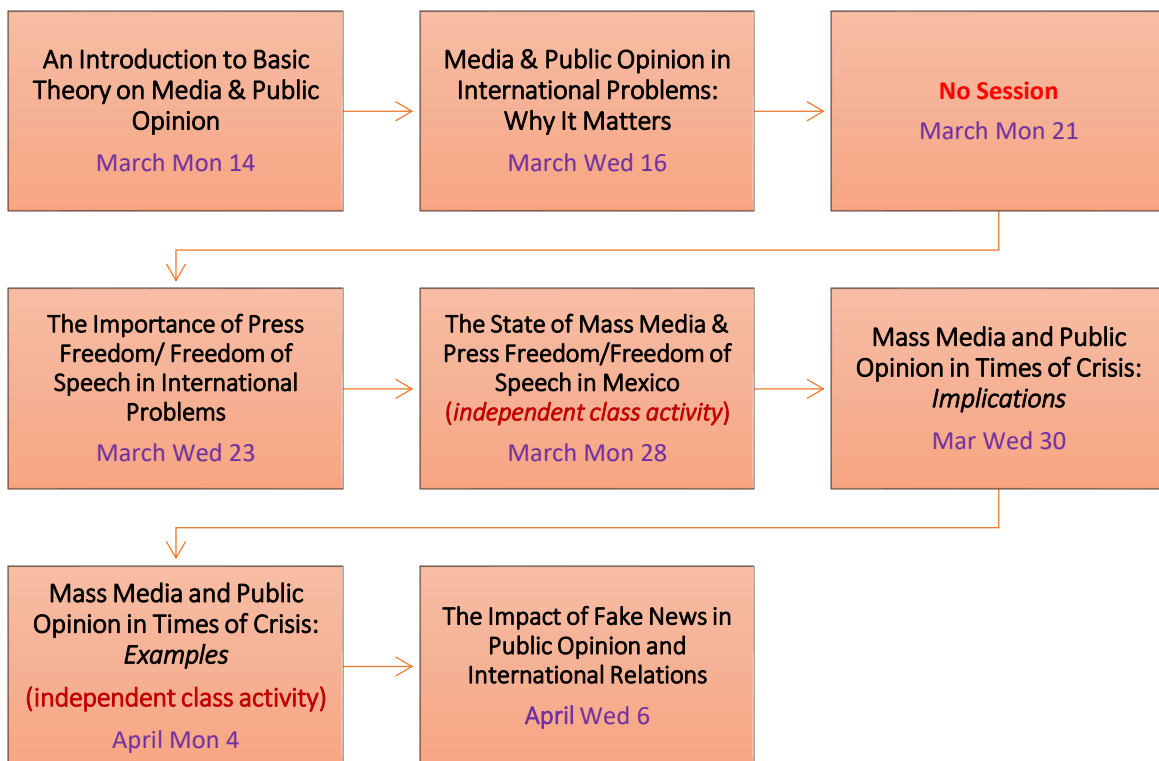 An Introduction to Basic
Theory on Media & Public
Opinion
March Mon 14
Media & Public Opinion in
International Problems:
Why It Matters
March Wed 16
No Session
March Mon 21
The Importance of Press
Freedom/ Freedom of
Speech in International
Problems
March Wed 23
The State of Mass Media &
Press Freedom/Freedom of
Speech in Mexico
(independent class activity)
March Mon 28
Mass Media and Public
Opinion in Times of Crisis:
Implications
Mar Wed 30
Mass Media and Public
Opinion in Times of Crisis:
Examples
(independent class activity)
April Mon 4
The Impact of Fake News in
Public Opinion and
International Relations
April Wed 6